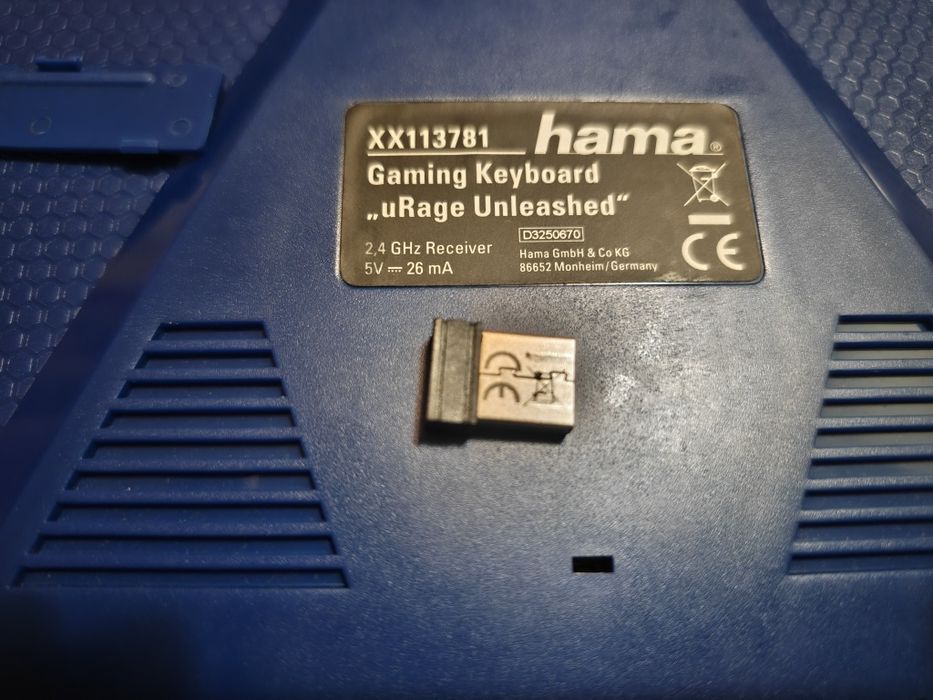 XX113781 hama®
Gaming Keyboard
„uRage Unleashed“
D3250670
2,4 GHz Receiver
5V ⎓ 26 mA
Hama GmbH & Co KG
86652 Monheim/Germany
CE
CE